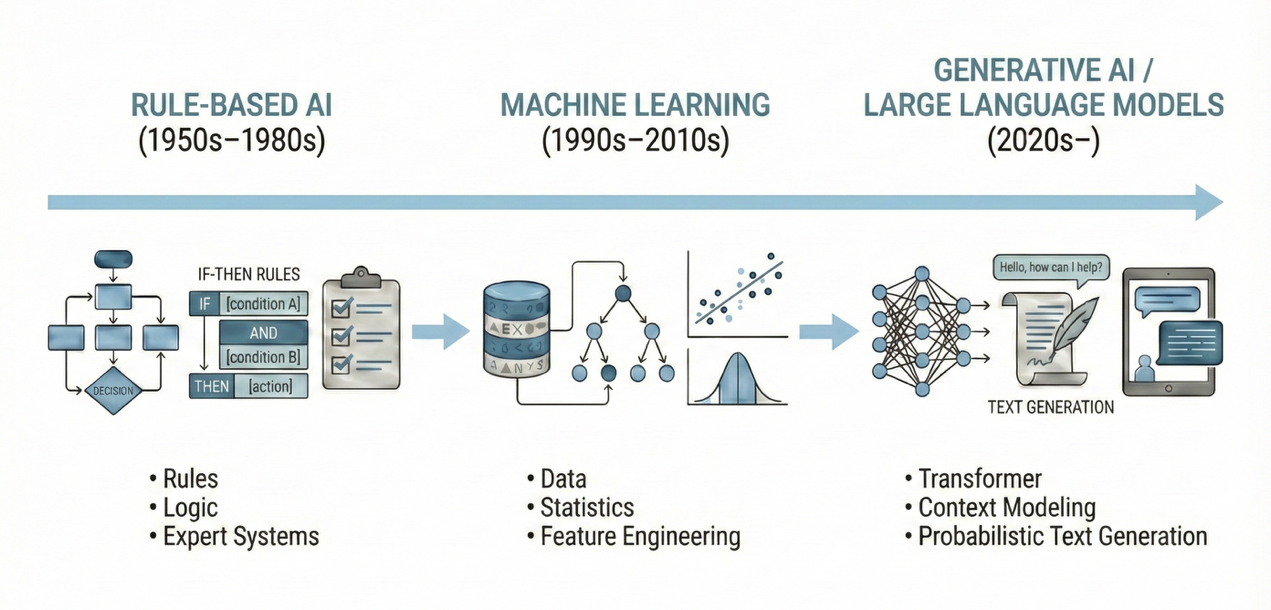 RULE-BASED AI
(1950s–1980s)
MACHINE LEARNING
(1990s–2010s)
GENERATIVE AI /
LARGE LANGUAGE MODELS
(2020s–)
DECISION
IF-THEN RULES
IF [condition A]
AND
[condition B]
THEN [action]
Hello, how can I help?
TEXT GENERATION
• Rules
• Logic
• Expert Systems
• Data
• Statistics
• Feature Engineering
• Transformer
• Context Modeling
• Probabilistic Text Generation